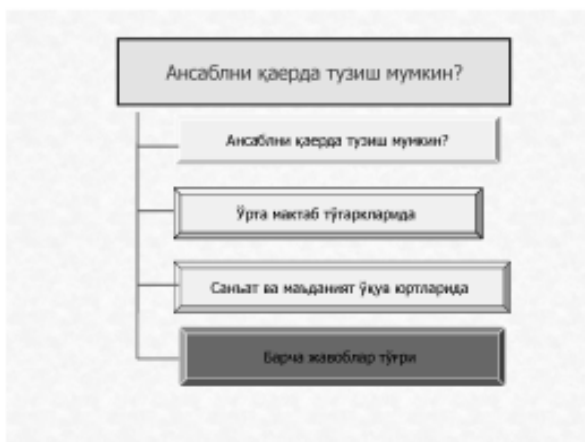 Ансаблни қаерда тузиш мумкин?
Ансаблни қаерда тузиш мумкин?
Ўрта мактаб тўгаракларида
Санъат ва маъданият ўқув юртларида
Барча жавоблар тўғри